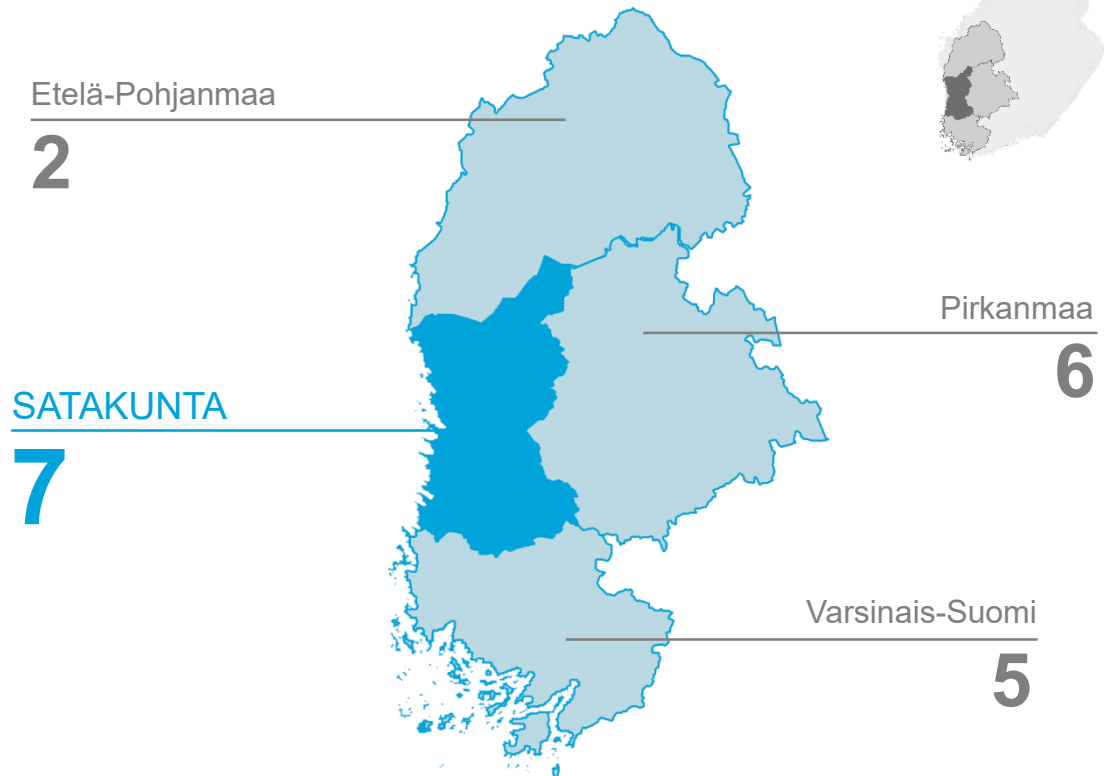 Etelä-Pohjanmaa
2
Pirkanmaa
6
SATAKUNTA
7
Varsinais-Suomi
5